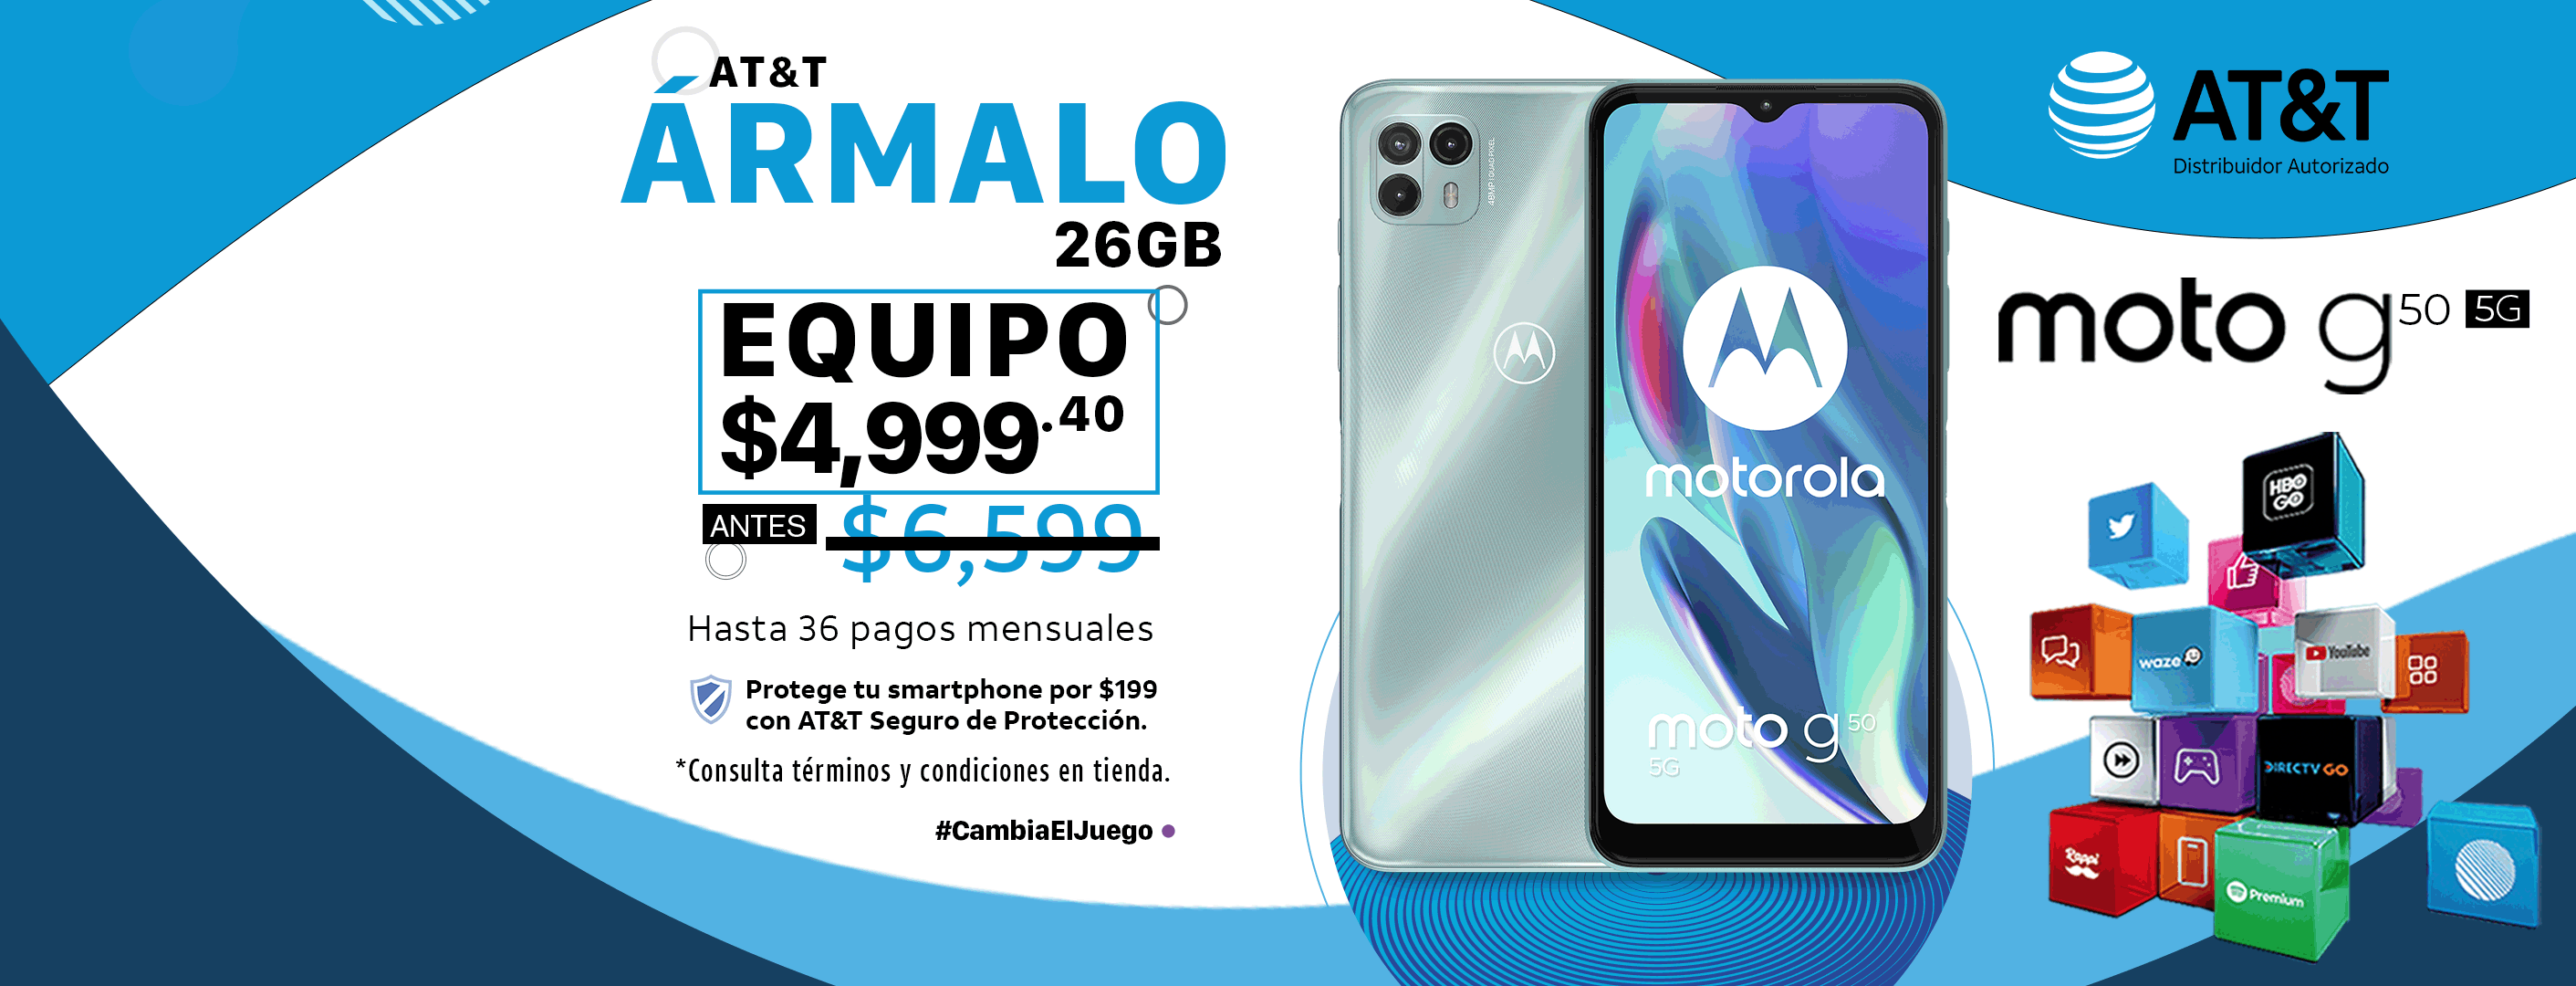 AT&T
ÁRMALO
26GB
EQUIPO
$4,999.40
ANTES $6,599
Hasta 36 pagos mensuales
Protege tu smartphone por $199
con AT&T Seguro de Protección.
*Consulta términos y condiciones en tienda.
#CambiaElJuego
48MP | QUAD PIXEL
motorola
moto g50
5G
AT&T
Distribuidor Autorizado
moto g50 5G
HBO
GO
waze
YouTube
DIRECTV GO
Rappi
Premium